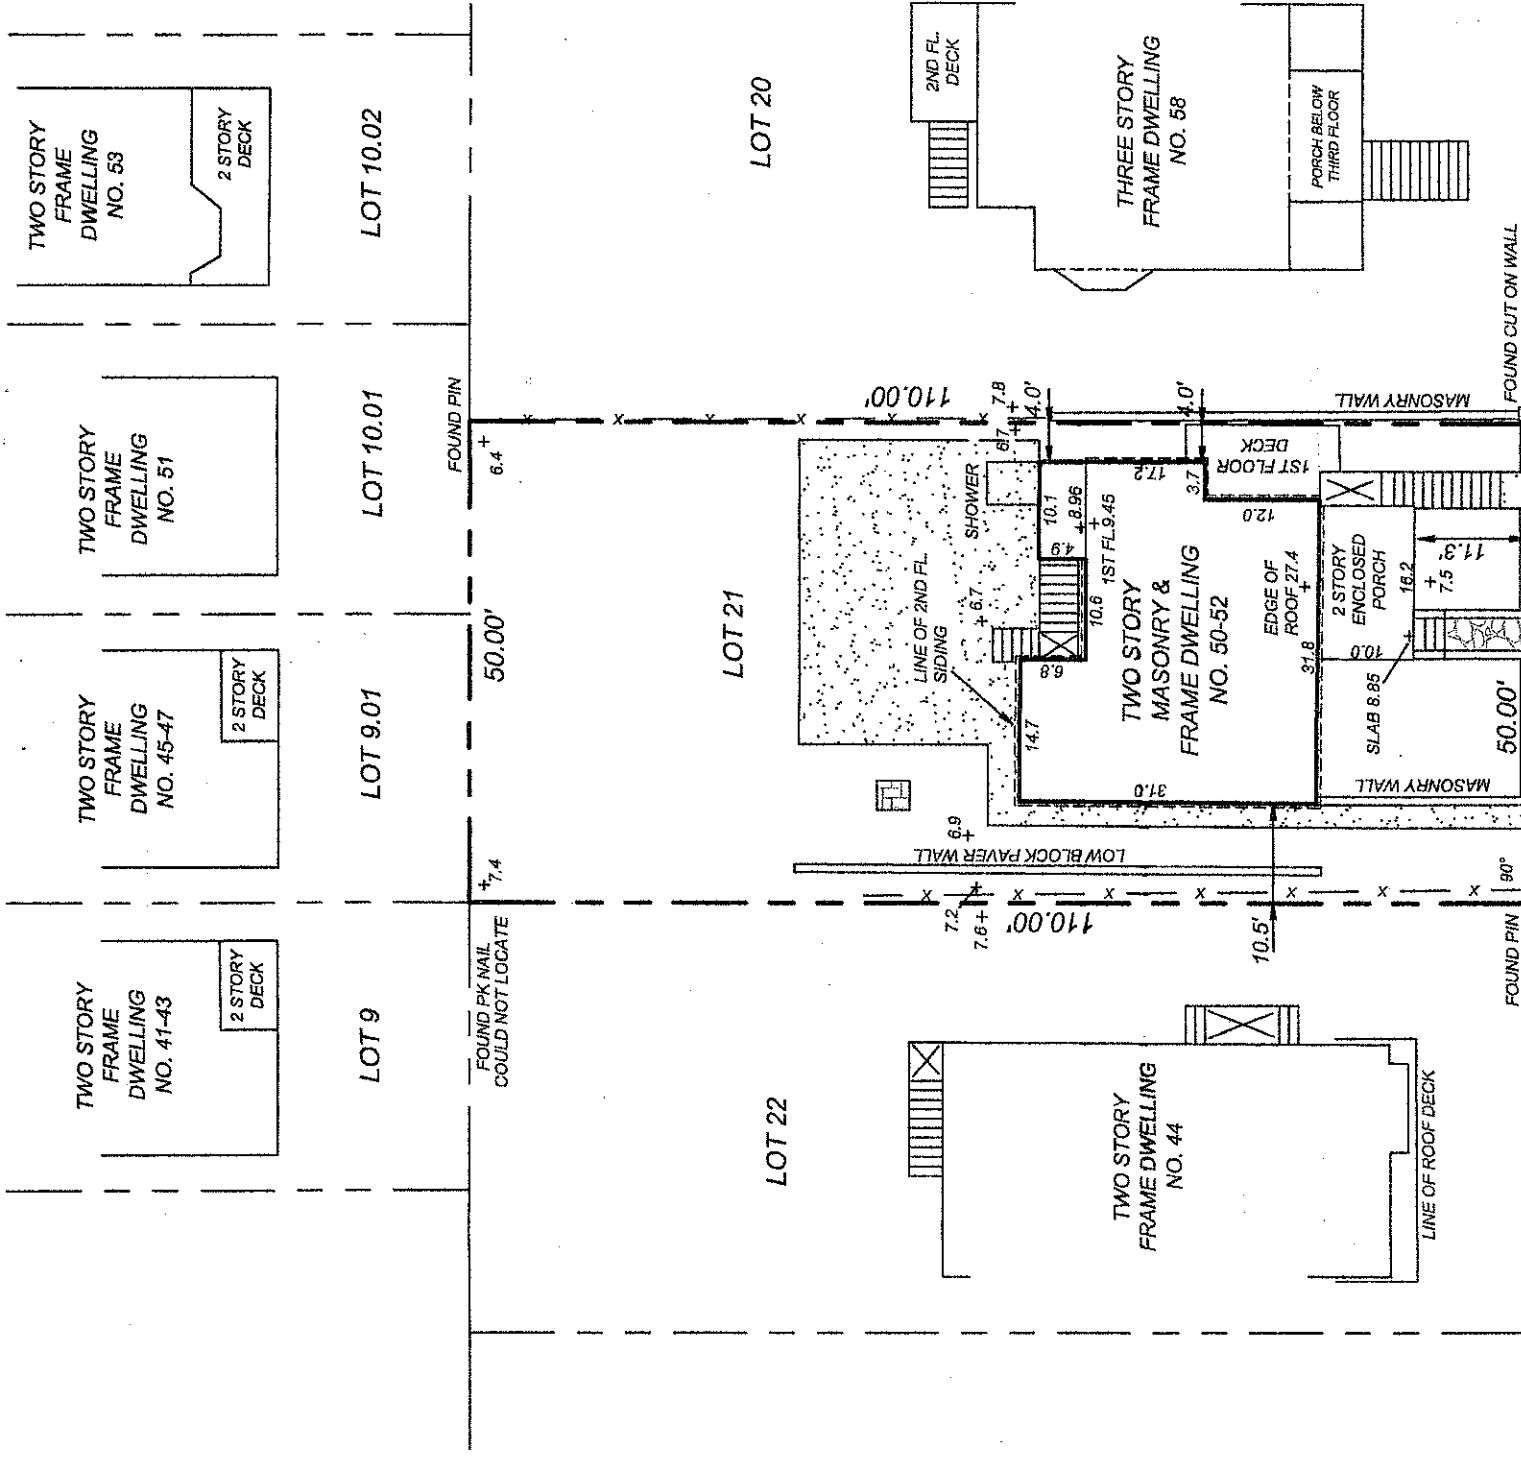 TWO STORY
FRAME
DWELLING
NO. 53
2 STORY
DECK
LOT 10.02
TWO STORY
FRAME
DWELLING
NO. 51
LOT 10.01
TWO STORY
FRAME
DWELLING
NO. 45-47
2 STORY
DECK
LOT 9.01
TWO STORY
FRAME
DWELLING
NO. 41-43
2 STORY
DECK
LOT 9
FOUND PIN
6.4
50.00'
7.4
FOUND PK NAIL
COULD NOT LOCATE
LOT 20
2ND FL.
DECK
THREE STORY
FRAME DWELLING
NO. 58
PORCH BELOW
THIRD FLOOR
FOUND CUT ON WALL
MASONRY WALL
110.00'
7.8
6.7
4.0'
4.0'
LOT 21
SHOWER
LINE OF 2ND FL.
SIDING
6.7
10.1
8.96
4.9
1ST FL.9.45
17.2
3.7
1ST FLOOR
DECK
12.0
10.6
6.8
14.7
31.0
TWO STORY
MASONRY &
FRAME DWELLING
NO. 50-52
EDGE OF
ROOF 27.4
31.8
2 STORY
ENCLOSED
PORCH
16.2
10.0
11.3'
7.5
SLAB 8.85
MASONRY WALL
50.00'
6.9
LOW BLOCK PAVER WALL
7.2
7.6
110.00'
10.5'
90°
FOUND PIN
LOT 22
TWO STORY
FRAME DWELLING
NO. 44
LINE OF ROOF DECK